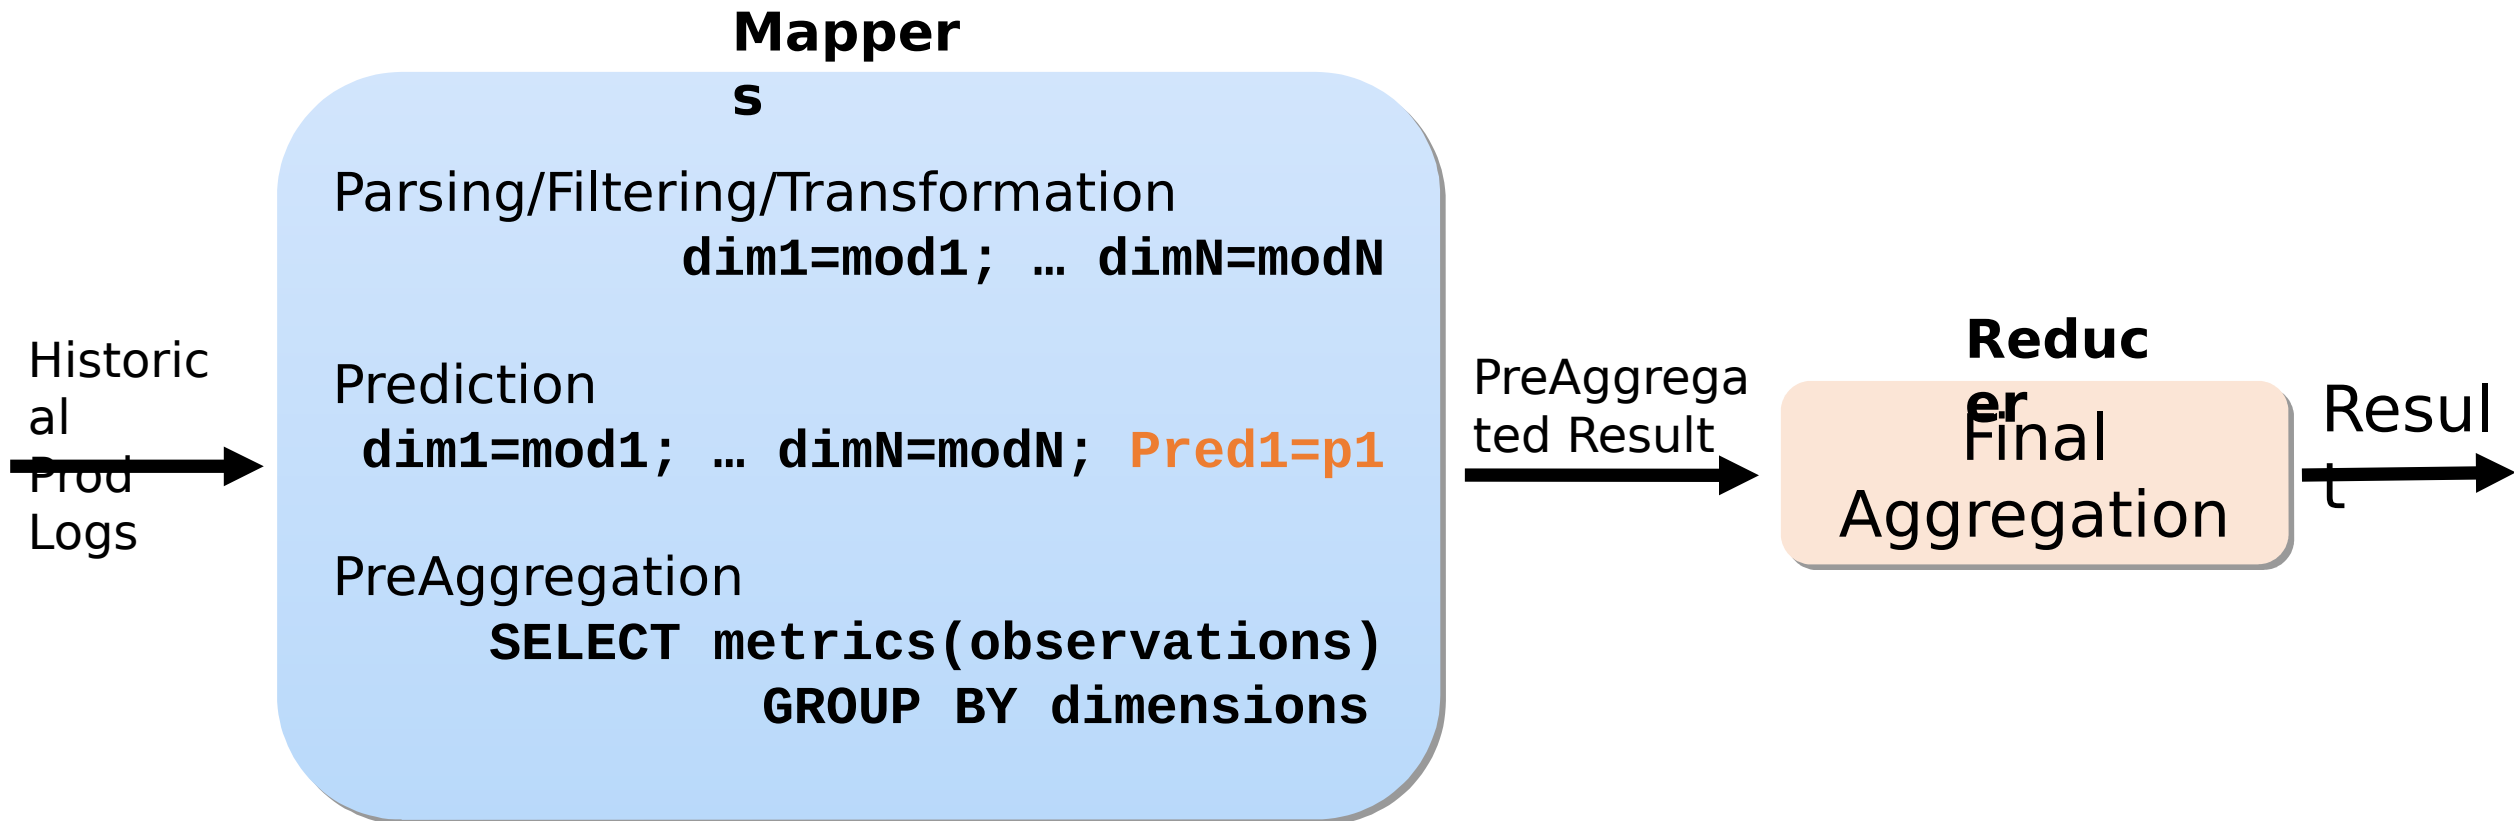 Mapper
s
Parsing/Filtering/Transformation
dim1=mod1; … dimN=modN
Prediction
dim1=mod1; … dimN=modN; Pred1=p1
PreAggregation
SELECT metrics(observations)
GROUP BY dimensions
Historic
al
Prod
Logs
PreAggrega
ted Result
Reduc
er
Final
Aggregation
Resul
t